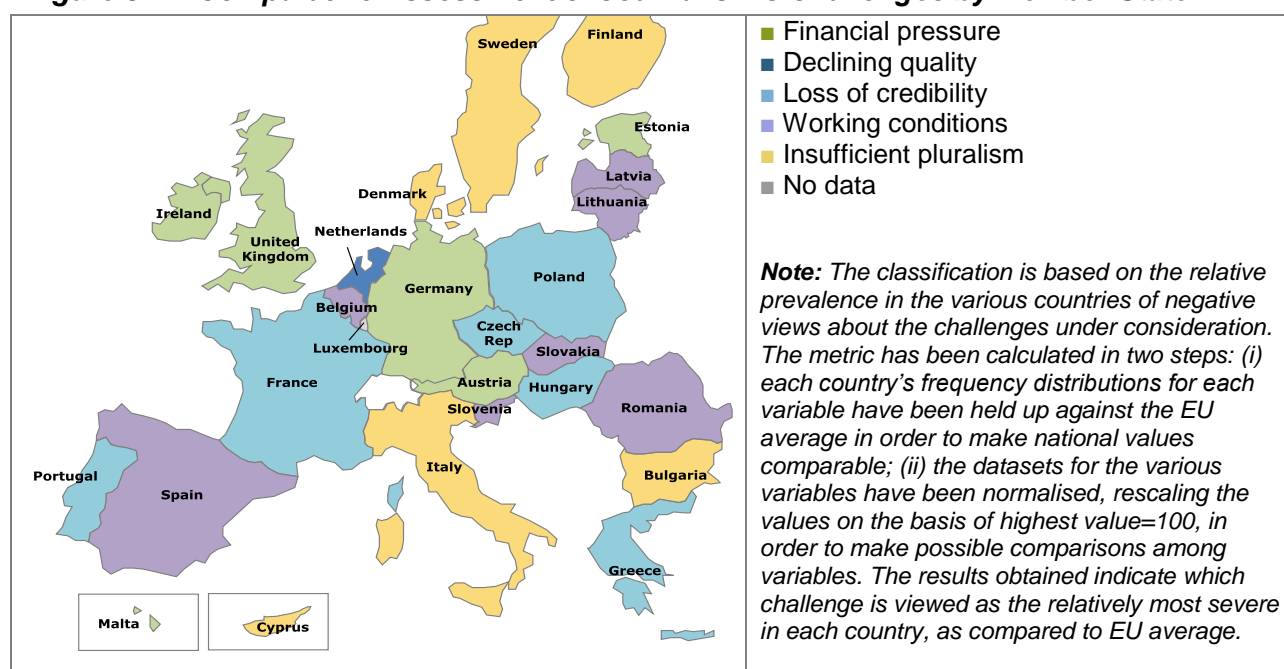 Sweden
Finland
Estonia
Latvia
Lithuania
Denmark
Ireland
United
Kingdom
Netherlands
Belgium
Luxembourg
Germany
Poland
Czech
Rep
Slovakia
France
Austria
Hungary
Slovenia
Romania
Italy
Bulgaria
Portugal
Spain
Greece
Malta
Cyprus
Financial pressure
Declining quality
Loss of credibility
Working conditions
Insufficient pluralism
No data
Note: The classification is based on the relative
prevalence in the various countries of negative
views about the challenges under consideration.
The metric has been calculated in two steps: (i)
each country's frequency distributions for each
variable have been held up against the EU
average in order to make national values
comparable; (ii) the datasets for the various
variables have been normalised, rescaling the
values on the basis of highest value=100, in
order to make possible comparisons among
variables. The results obtained indicate which
challenge is viewed as the relatively most severe
in each country, as compared to EU average.